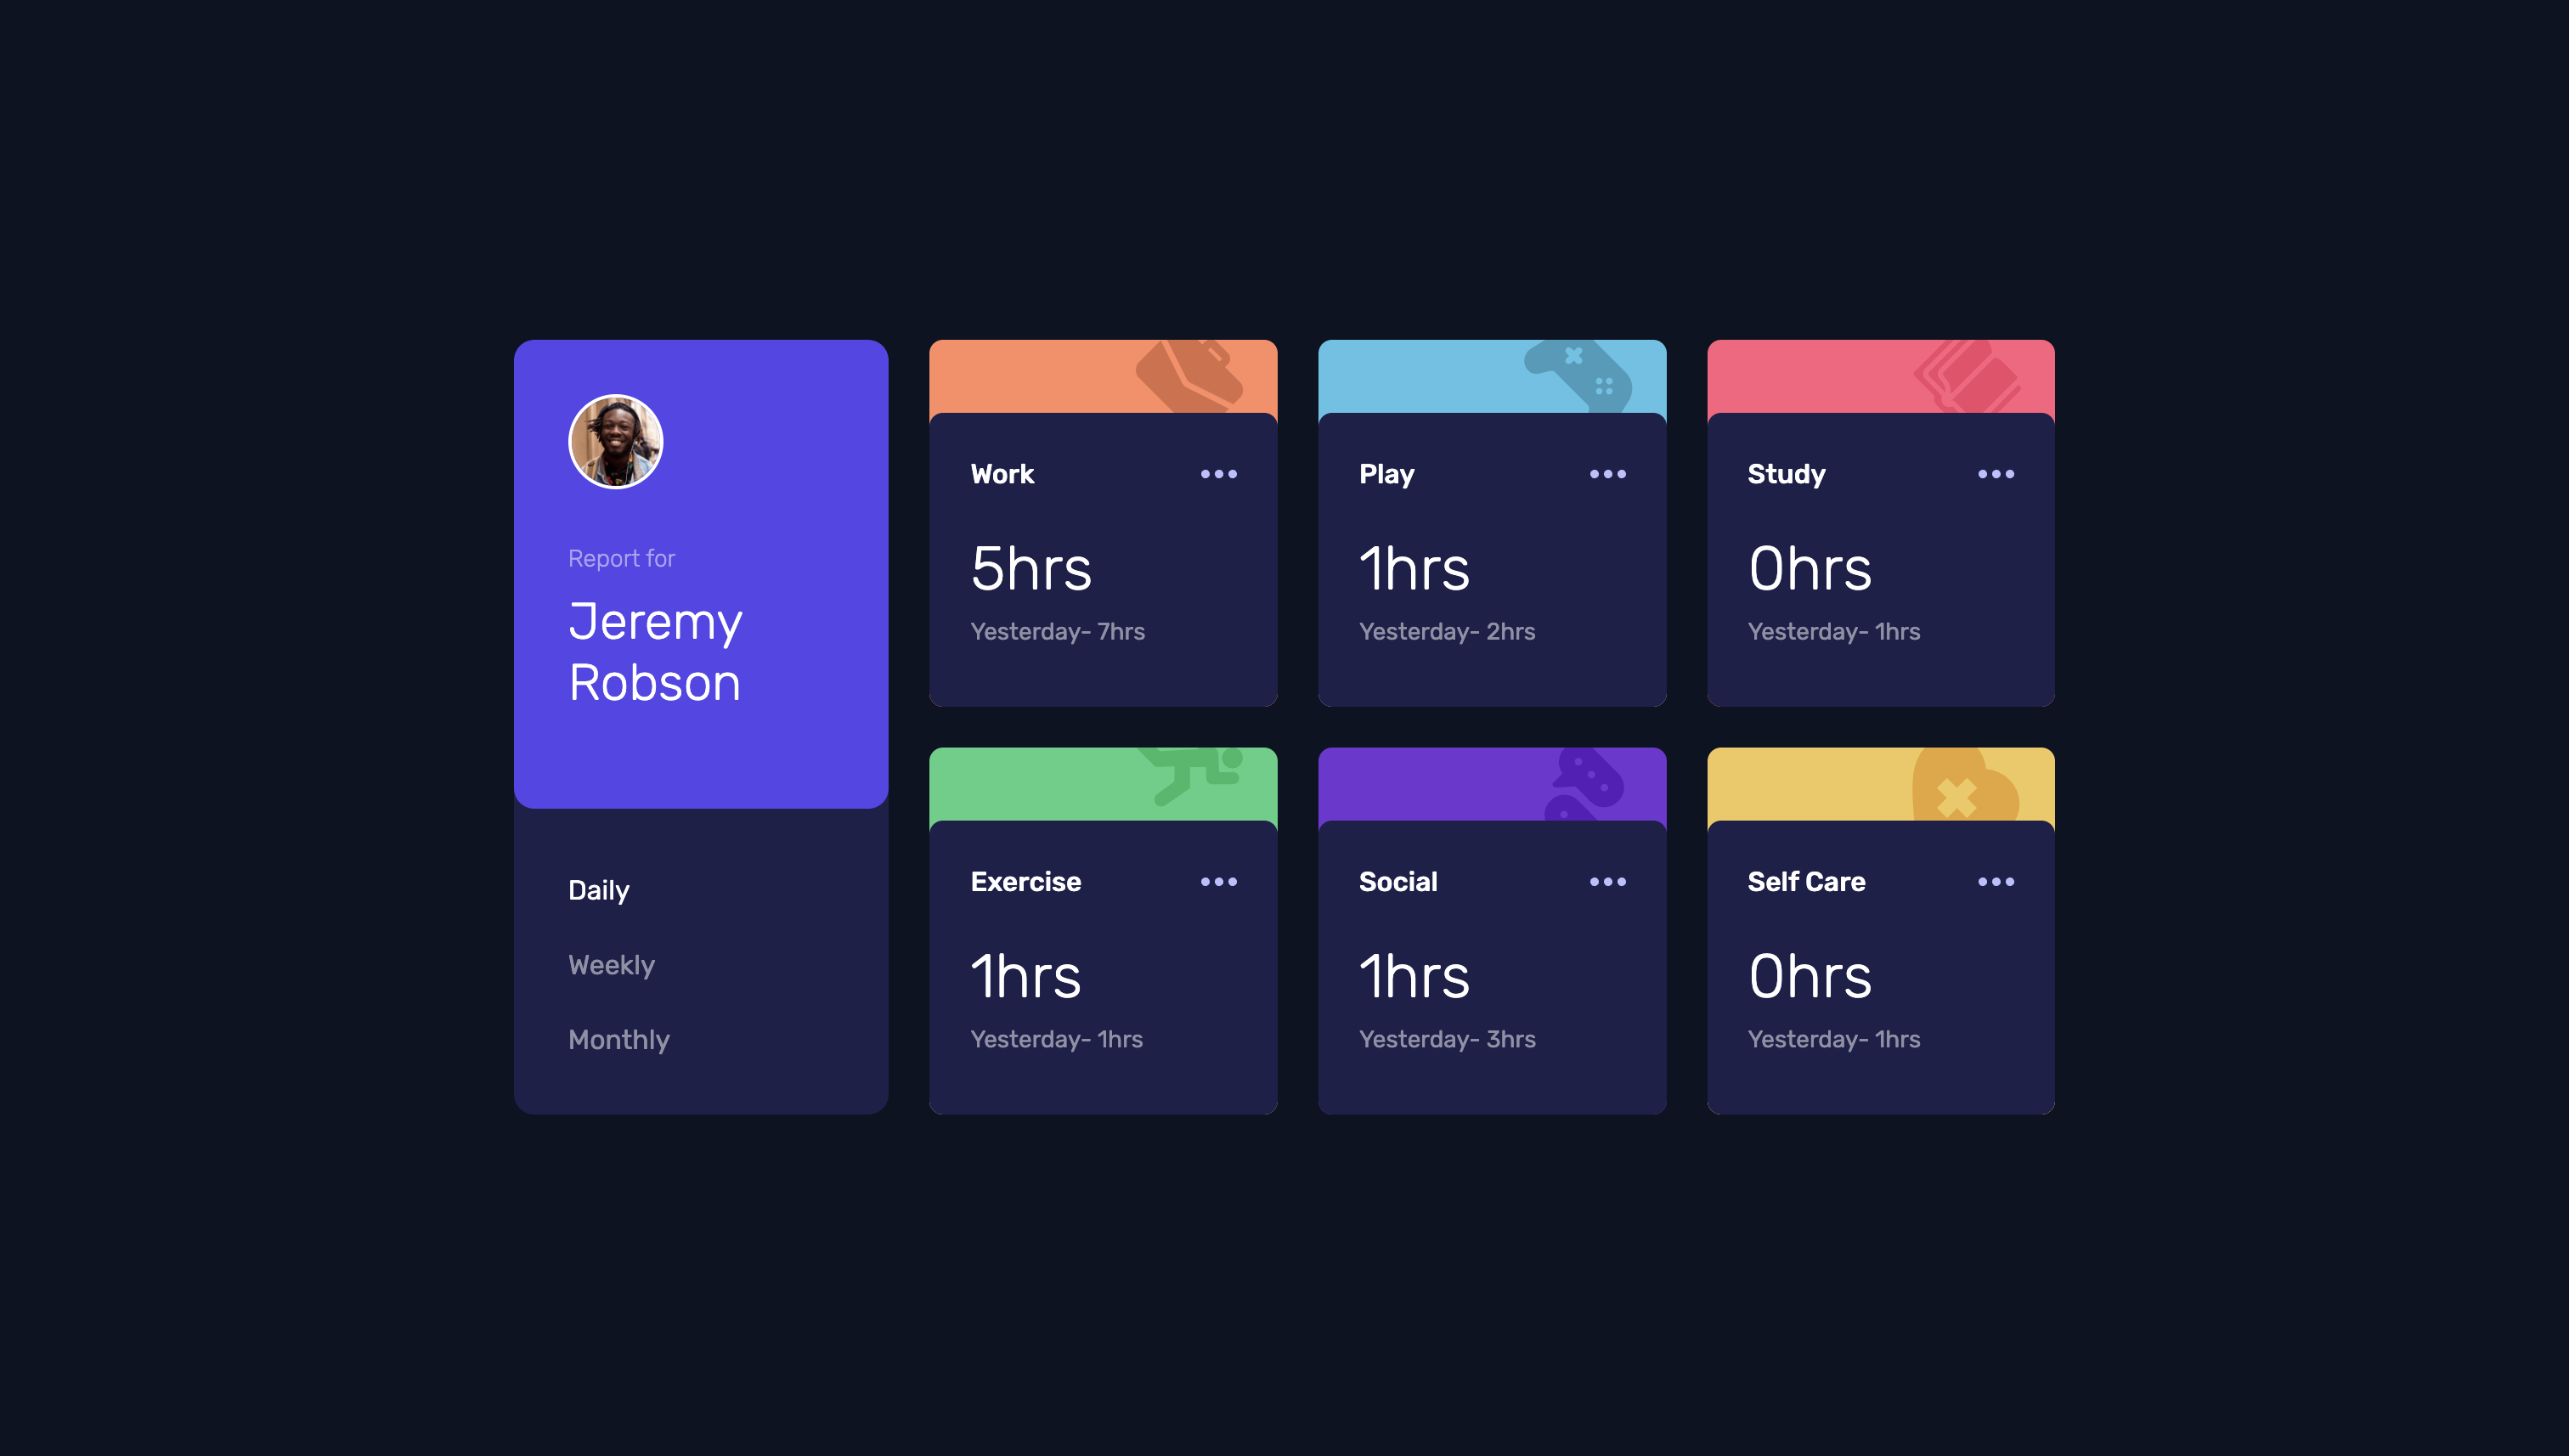 Report for
Jeremy
Robson
Daily
Weekly
Monthly
Work
5hrs
Yesterday- 7hrs
Play
1hrs
Yesterday- 2hrs
Study
0hrs
Yesterday- 1hrs
Exercise
1hrs
Yesterday- 1hrs
Social
1hrs
Yesterday- 3hrs
Self Care
0hrs
Yesterday- 1hrs